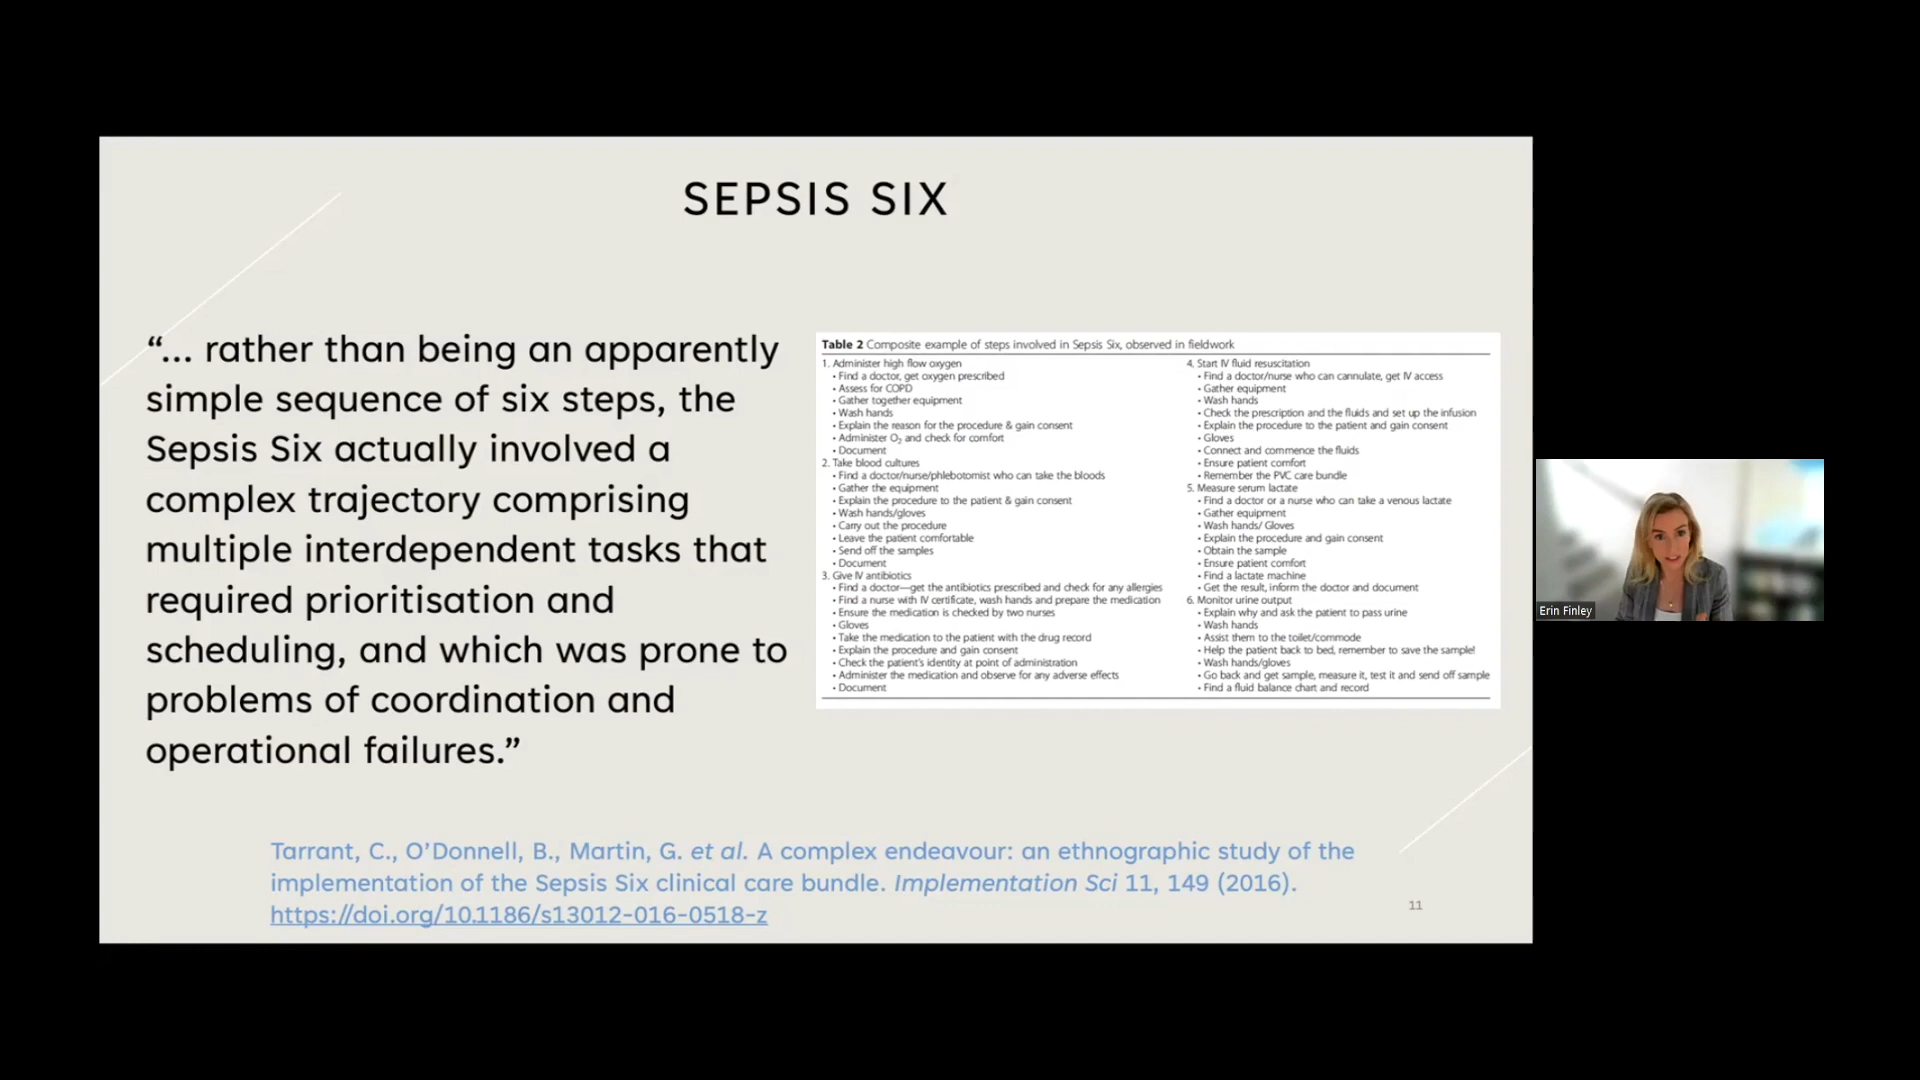 SEPSIS SIX
“... rather than being an apparently
simple sequence of six steps, the
Sepsis Six actually involved a
complex trajectory comprising
multiple interdependent tasks that
required prioritisation and
scheduling, and which was prone to
problems of coordination and
operational failures.”
Table 2 Composite example of steps involved in Sepsis Six, observed in fieldwork
1. Administer high flow oxygen
• Find a doctor, get oxygen prescribed
• Assess for COPD
• Gather together equipment
• Wash hands
• Explain the reason for the procedure & gain consent
• Administer O₂ and check for comfort
• Document
2. Take blood cultures
• Find a doctor/nurse/phlebotomist who can take the bloods
• Gather the equipment
• Explain the procedure to the patient & gain consent
• Wash hands/gloves
• Carry out the procedure
• Leave the patient comfortable
• Send off the samples
• Document
3. Give IV antibiotics
• Find a doctor—get the antibiotics prescribed and check for any allergies
• Find a nurse with IV certificate, wash hands and prepare the medication
• Ensure the medication is checked by two nurses
• Gloves
• Take the medication to the patient with the drug record
• Explain the procedure and gain consent
• Check the patient's identity at point of administration
• Administer the medication and observe for any adverse effects
• Document
4. Start IV fluid resuscitation
• Find a doctor/nurse who can cannulate, get IV access
• Gather equipment
• Wash hands
• Check the prescription and the fluids and set up the infusion
• Explain the procedure to the patient and gain consent
• Gloves
• Connect and commence the fluids
• Ensure patient comfort
• Remember the PVC care bundle
5. Measure serum lactate
• Find a doctor or a nurse who can take a venous lactate
• Gather equipment
• Wash hands/ Gloves
• Explain the procedure and gain consent
• Obtain the sample
• Ensure patient comfort
• Find a lactate machine
• Get the result, inform the doctor and document
6. Monitor urine output
• Explain why and ask the patient to pass urine
• Wash hands
• Assist them to the toilet/commode
• Help the patient back to bed, remember to save the sample!
• Wash hands/gloves
• Go back and get sample, measure it, test it and send off sample
• Find a fluid balance chart and record
Tarrant, C., O’Donnell, B., Martin, G. et al. A complex endeavour: an ethnographic study of the
implementation of the Sepsis Six clinical care bundle. Implementation Sci 11, 149 (2016).
https://doi.org/10.1186/s13012-016-0518-z
11
Erin Finley